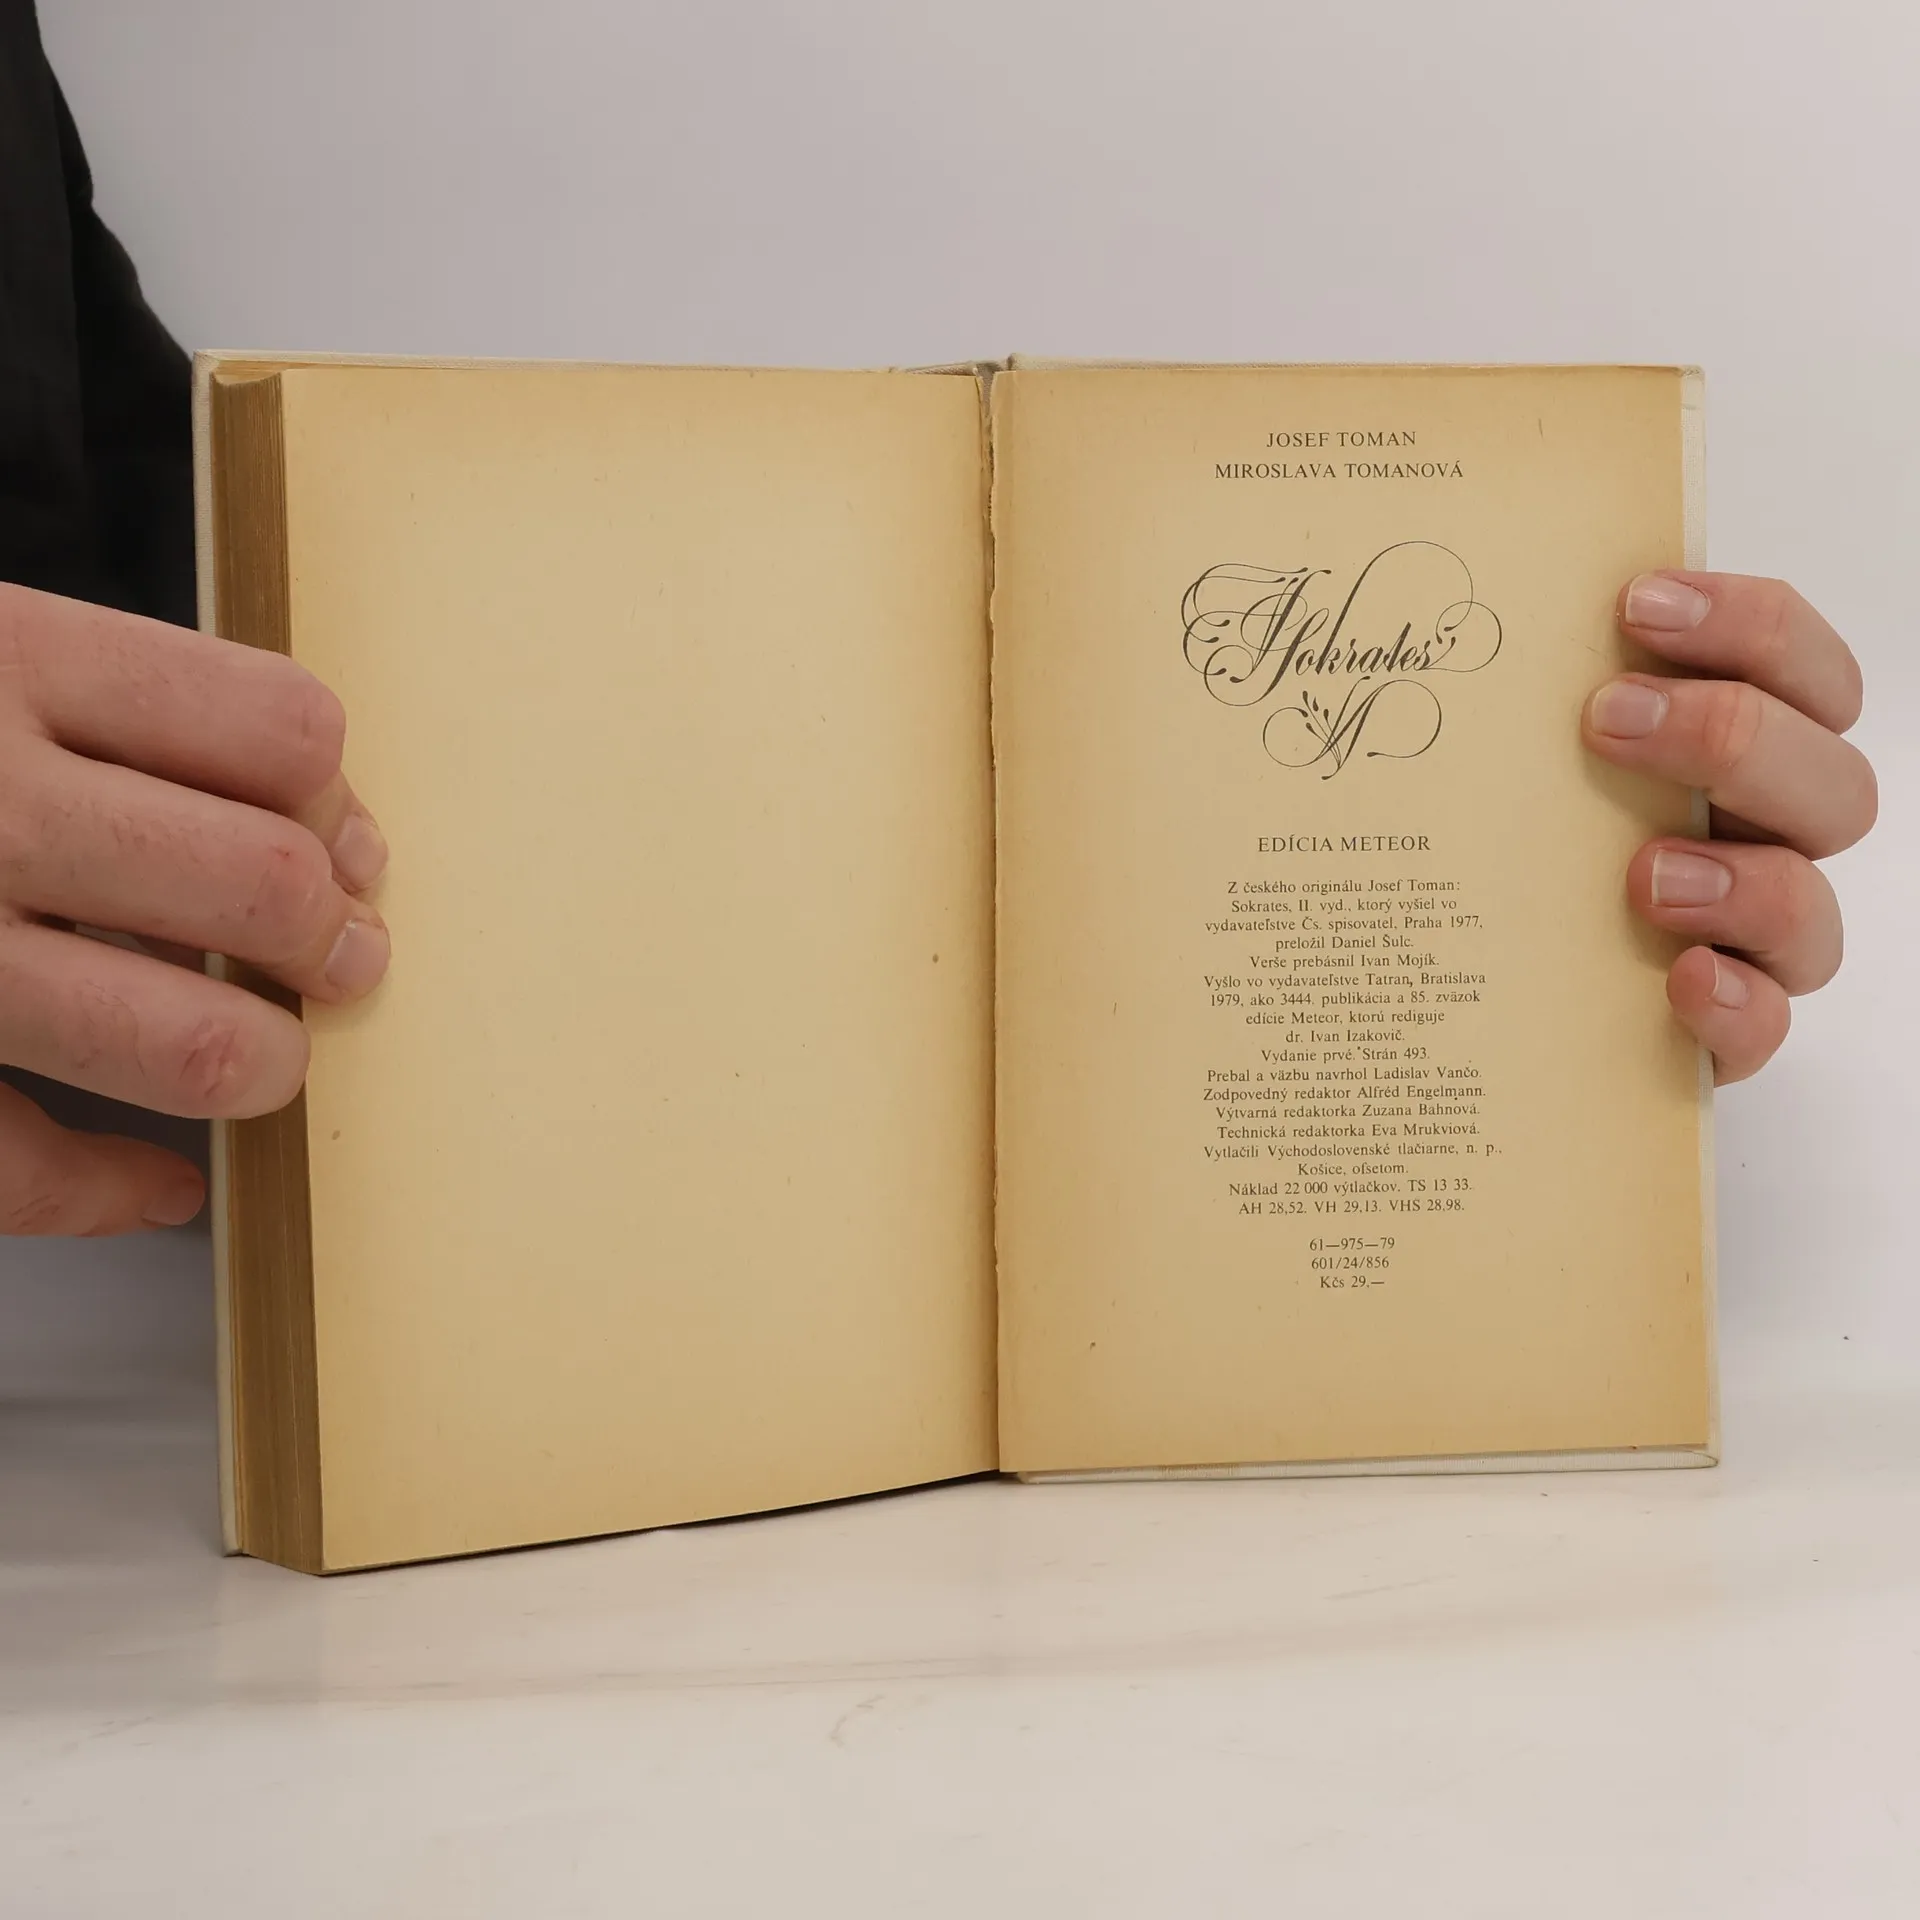 JOSEF TOMAN
MIROSLAVA TOMANOVÁ
Sokrates
EDÍCIA METEOR
Z českého originálu Josef Toman:
Sokrates, II. vyd., ktorý vyšiel vo
vydavateľstve Čs. spisovatel, Praha 1977,
preložil Daniel Šulc.
Verše prebásnil Ivan Mojík.
Vyšlo vo vydavateľstve Tatran, Bratislava
1979, ako 3444. publikácia a 85. zväzok
edície Meteor, ktorú rediguje
dr. Ivan Izakovič.
Vydanie prvé. Strán 493.
Prebal a väzbu navrhol Ladislav Vančo.
Zodpovedný redaktor Alfréd Engelmann.
Výtvarná redaktorka Zuzana Bahnová.
Technická redaktorka Eva Mrukviová.
Vytlačili Východoslovenské tlačiarne, n. p.,
Košice, ofsetom.
Náklad 22 000 výtlačkov. TS 13 33.
AH 28,52. VH 29,13. VHS 28,98.
61—975—79
601/24/856
Kčs 29,—